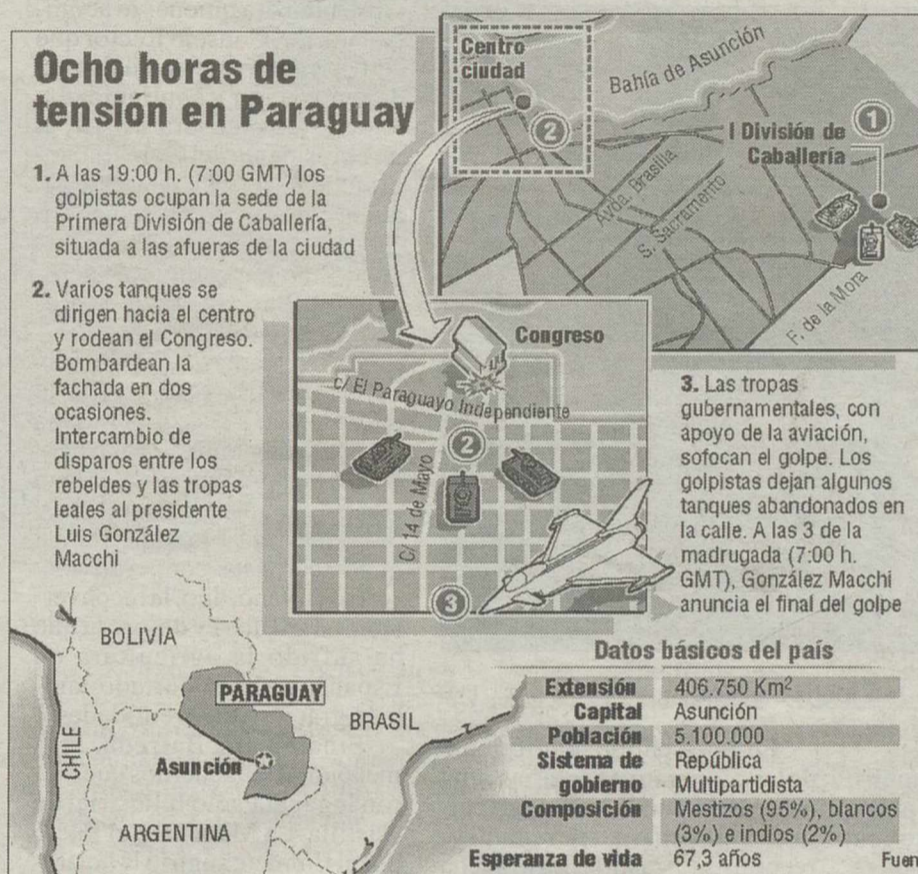 Ocho horas de
tensión en Paraguay
1. A las 19:00 h. (7:00 GMT) los
golpistas ocupan la sede de la
Primera División de Caballería,
situada a las afueras de la ciudad
2. Varios tanques se
dirigen hacia el centro
y rodean el Congreso.
Bombardean la
fachada en dos
ocasiones.
Intercambio de
disparos entre los
rebeldes y las tropas
leales al presidente
Luis González
Macchi
Centro
ciudad
Bahía de Asunción
2
I División de
Caballería
1
Avda. Brasilia
S. Sacramento
F. de la Mora
Congreso
c/ El Paraguayo Independiente
2
C/ 14 de Mayo
3
3. Las tropas
gubernamentales, con
apoyo de la aviación,
sofocan el golpe. Los
golpistas dejan algunos
tanques abandonados en
la calle. A las 3 de la
madrugada (7:00 h.
GMT), González Macchi
anuncia el final del golpe
BOLIVIA
PARAGUAY
BRASIL
CHILE
Asunción
ARGENTINA
Datos básicos del país
Extensión 406.750 Km²
Capital Asunción
Población 5.100.000
Sistema de República
gobierno Multipartidista
Composición Mestizos (95%), blancos
(3%) e indios (2%)
Esperanza de vida 67,3 años